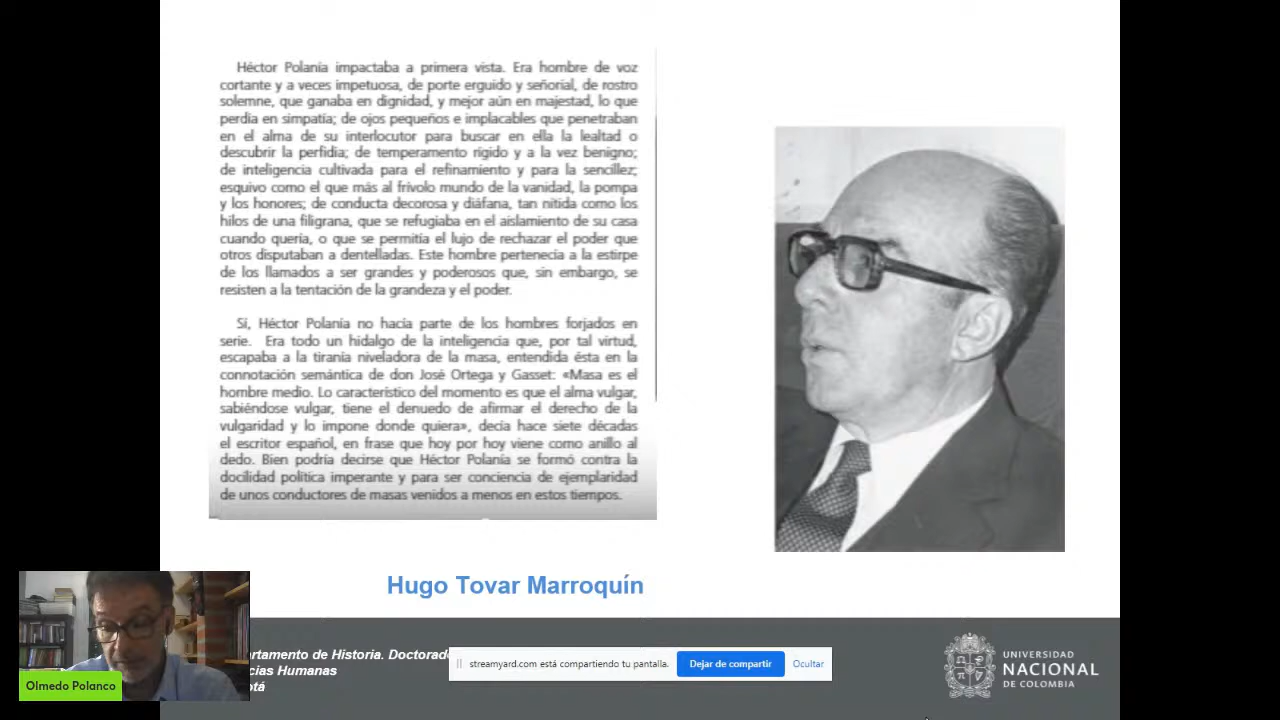 Héctor Polanía impactaba a primera vista. Era hombre de voz
cortante y a veces impetuosa, de porte erguido y señorial, de rostro
solemne, que ganaba en dignidad, y mejor aún en majestad, lo que
perdía en simpatía; de ojos pequeños e implacables que penetraban
en el alma de su interlocutor para buscar en ella la lealtad o
descubrir la perfidia; de temperamento rígido y a la vez benigno;
de inteligencia cultivada para el refinamiento y para la sencillez;
esquivo como el que más al frívolo mundo de la vanidad, la pompa
y los honores; de conducta decorosa y diáfana, tan nítida como los
hilos de una filigrana, que se refugiaba en el aislamiento de su casa
cuando quería, o que se permitía el lujo de rechazar el poder que
otros disputaban a dentelladas. Este hombre pertenecía a la estirpe
de los llamados a ser grandes y poderosos que, sin embargo, se
resisten a la tentación de la grandeza y el poder.
Sí, Héctor Polanía no hacía parte de los hombres forjados en
serie. Era todo un hidalgo de la inteligencia que, por tal virtud,
escapaba a la tiranía niveladora de la masa, entendida ésta en la
connotación semántica de don José Ortega y Gasset: «Masa es el
hombre medio. Lo característico del momento es que el alma vulgar,
sabiéndose vulgar, tiene el denuedo de afirmar el derecho de la
vulgaridad y lo impone donde quiera», decía hace siete décadas
el escritor español, en frase que hoy por hoy viene como anillo al
dedo. Bien podría decirse que Héctor Polanía se formó contra la
docilidad política imperante y para ser conciencia de ejemplaridad
de unos conductores de masas venidos a menos en estos tiempos.
Hugo Tovar Marroquín
artamento de Historia. Doctorado
cias Humanas
tá
Olmedo Polanco
streamyard.com está compartiendo tu pantalla.
Dejar de compartir
Ocultar
UNIVERSIDAD
NACIONAL
DE COLOMBIA